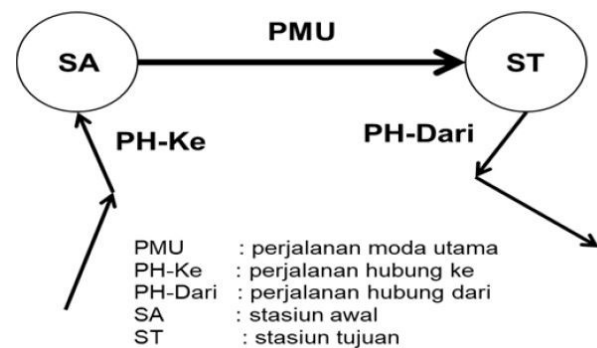 PMU
SA
ST
PH-Ke
PH-Dari
PMU : perjalanan moda utama
PH-Ke : perjalanan hubung ke
PH-Dari : perjalanan hubung dari
SA : stasiun awal
ST : stasiun tujuan